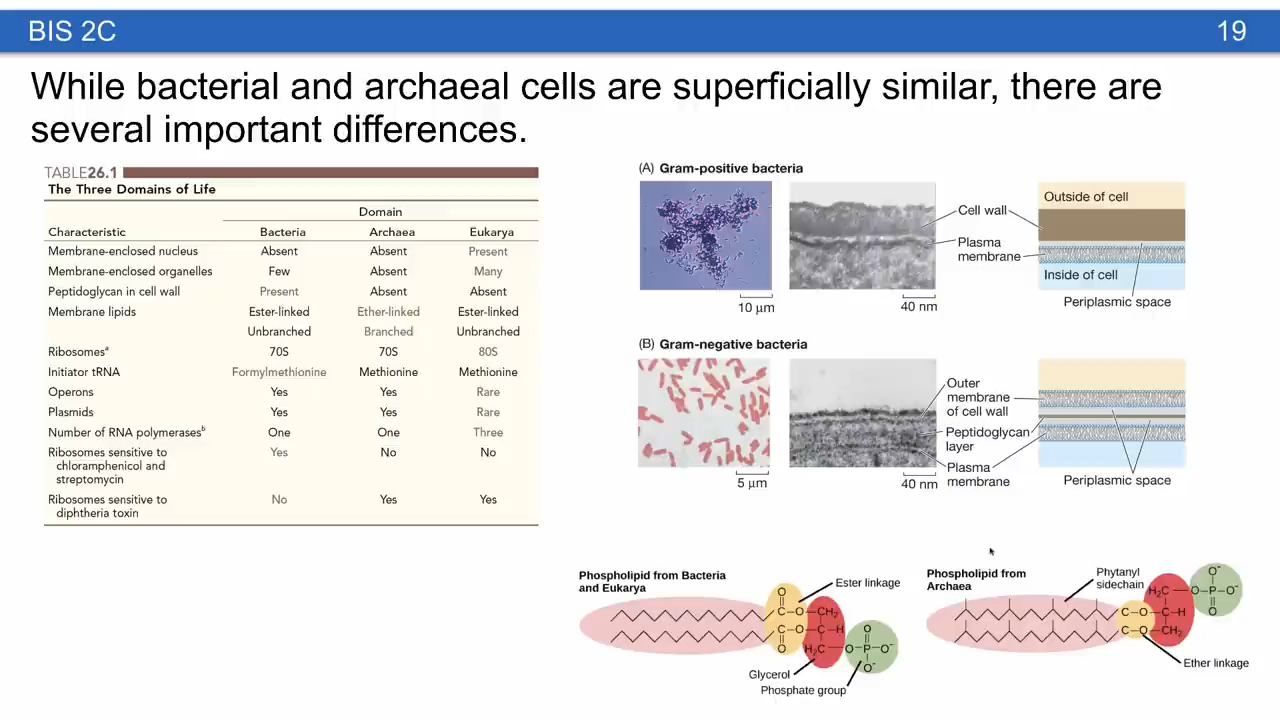 BIS 2C
19
While bacterial and archaeal cells are superficially similar, there are
several important differences.
TABLE26.1
The Three Domains of Life
Domain
Characteristic Bacteria Archaea Eukarya
Membrane-enclosed nucleus Absent Absent Present
Membrane-enclosed organelles Few Absent Many
Peptidoglycan in cell wall Present Absent Absent
Membrane lipids Ester-linked Ether-linked Ester-linked
Unbranched Branched Unbranched
Ribosomesa 70S 70S 80S
Initiator tRNA Formylmethionine Methionine Methionine
Operons Yes Yes Rare
Plasmids Yes Yes Rare
Number of RNA polymerasesb One One Three
Ribosomes sensitive to Yes No No
chloramphenicol and
streptomycin
Ribosomes sensitive to No Yes Yes
diphtheria toxin
(A) Gram-positive bacteria
Cell wall
Plasma
membrane
Outside of cell
Inside of cell
Periplasmic space
10 µm
40 nm
(B) Gram-negative bacteria
Outer
membrane
of cell wall
Peptidoglycan
layer
Plasma
membrane
Periplasmic space
5 µm
40 nm
Phospholipid from Bacteria
and Eukarya
Ester linkage
O
C–O–CH2
C–O–C–H
O
H2C–O–P–O-
O
O-
Glycerol
Phosphate group
Phospholipid from
Archaea
Phytanyl
sidechain
O-
H2C–O–P–O-
O
C–O–C–H
C–O–CH2
Ether linkage